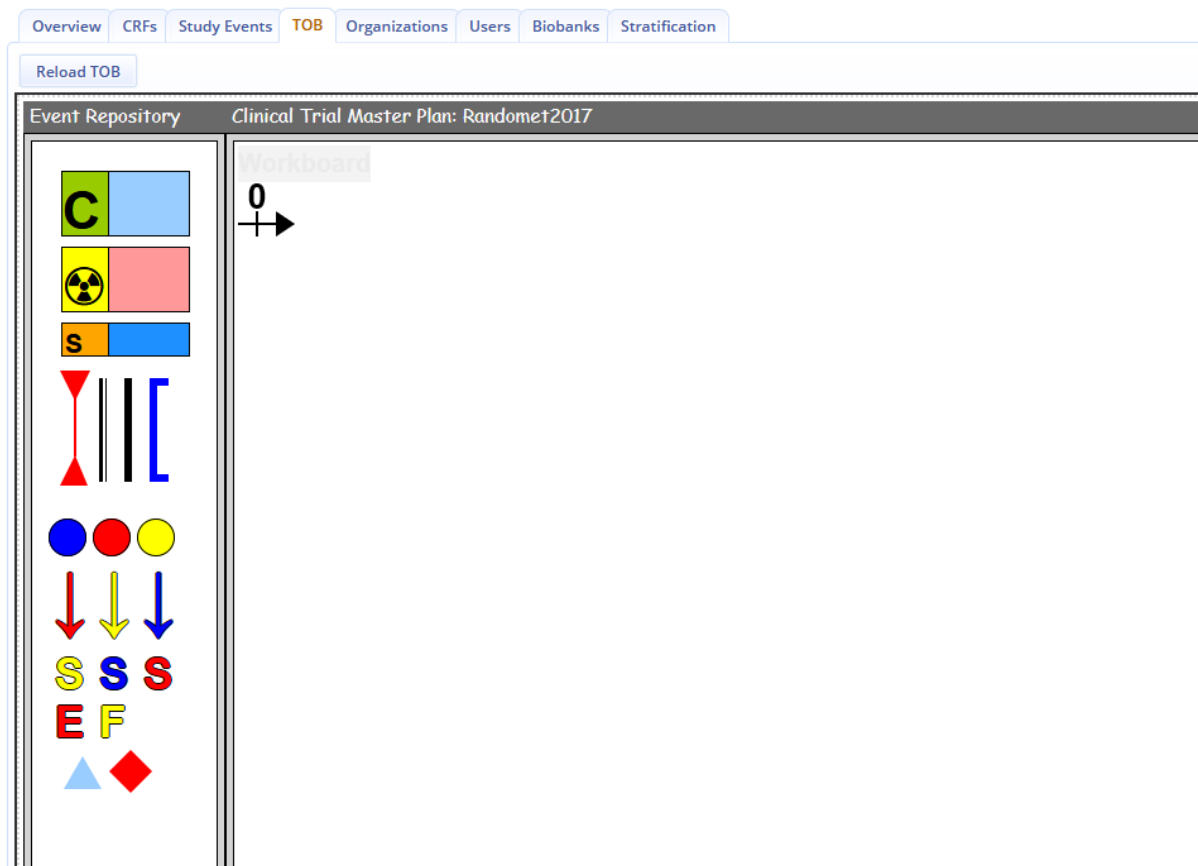 Overview CRFs Study Events TOB Organizations Users Biobanks Stratification
Reload TOB
Event Repository Clinical Trial Master Plan: Randomet2017
Workboard
0
C
s
S S S
E F